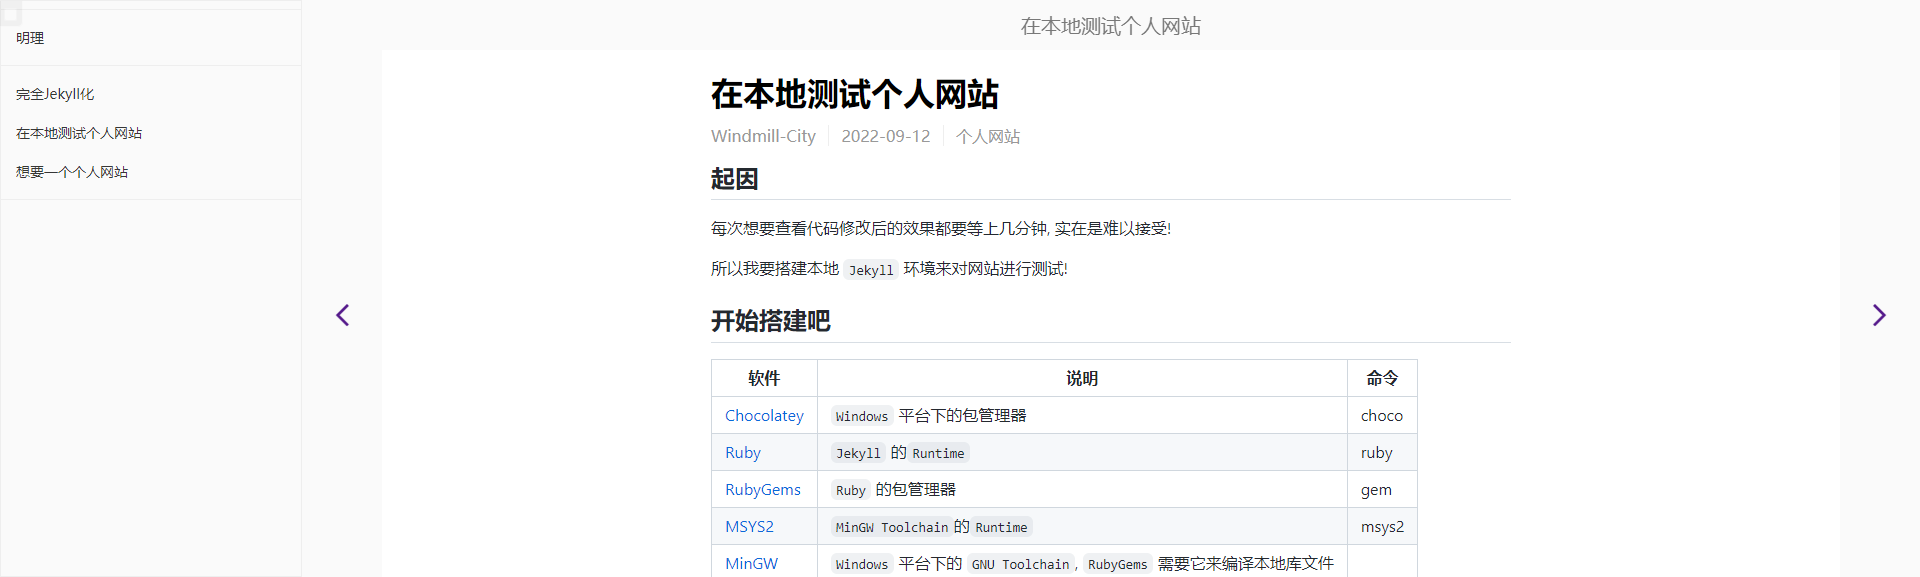 明理
完全Jekyll化
在本地测试个人网站
想要一个个人网站
在本地测试个人网站
在本地测试个人网站
Windmill-City 2022-09-12 个人网站
起因
每次想要查看代码修改后的效果都要等上几分钟, 实在是难以接受!
所以我要搭建本地 Jekyll 环境来对网站进行测试!
开始搭建吧
软件 说明 命令
Chocolatey Windows 平台下的包管理器 choco
Ruby Jekyll 的 Runtime ruby
RubyGems Ruby 的包管理器 gem
MSYS2 MinGW Toolchain 的 Runtime msys2
MinGW Windows 平台下的 GNU Toolchain , RubyGems 需要它来编译本地库文件